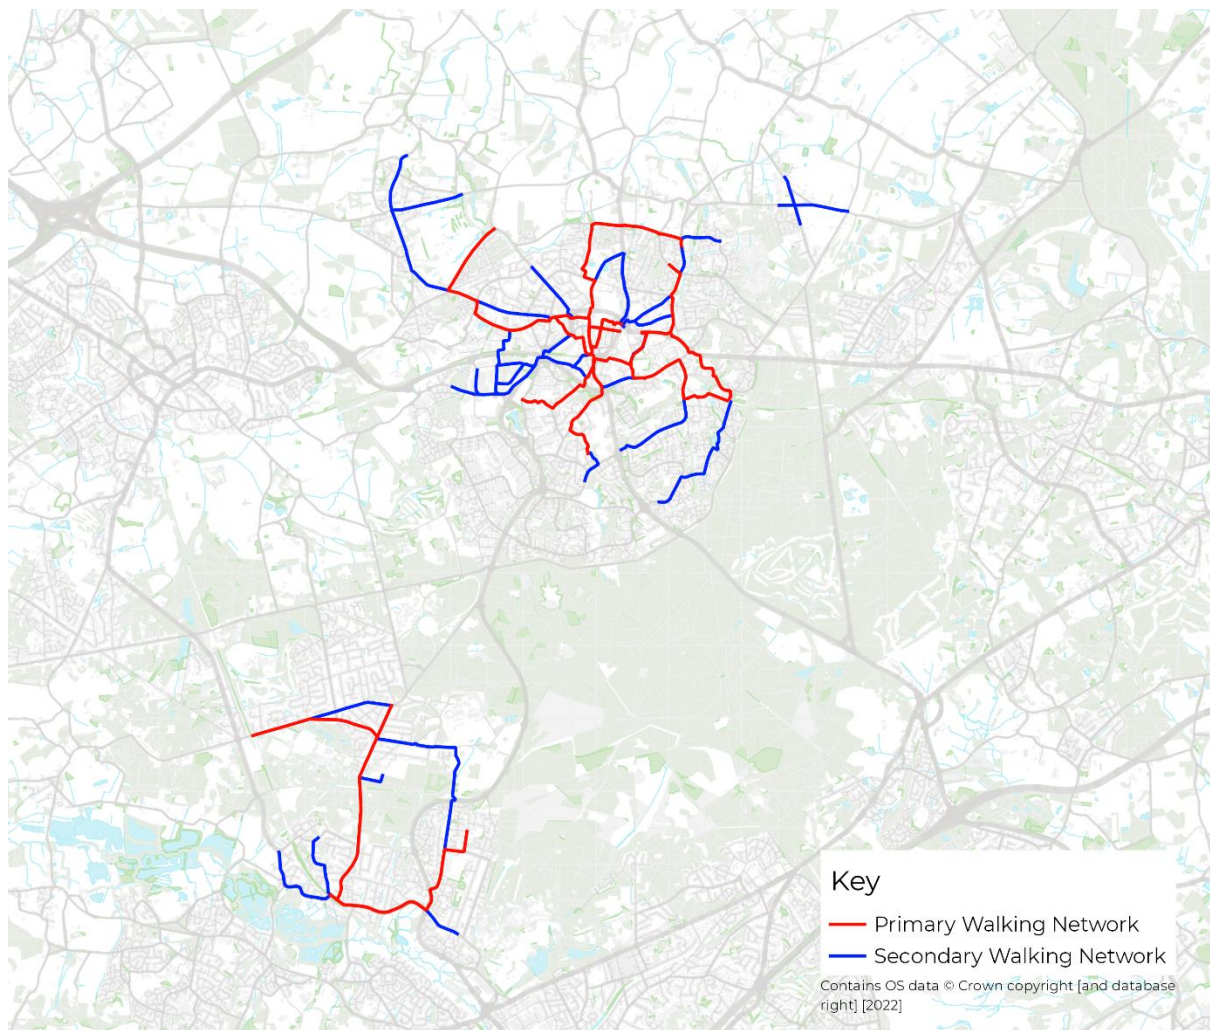 Key
Primary Walking Network
Secondary Walking Network
Contains OS data © Crown copyright [and database
right] [2022]